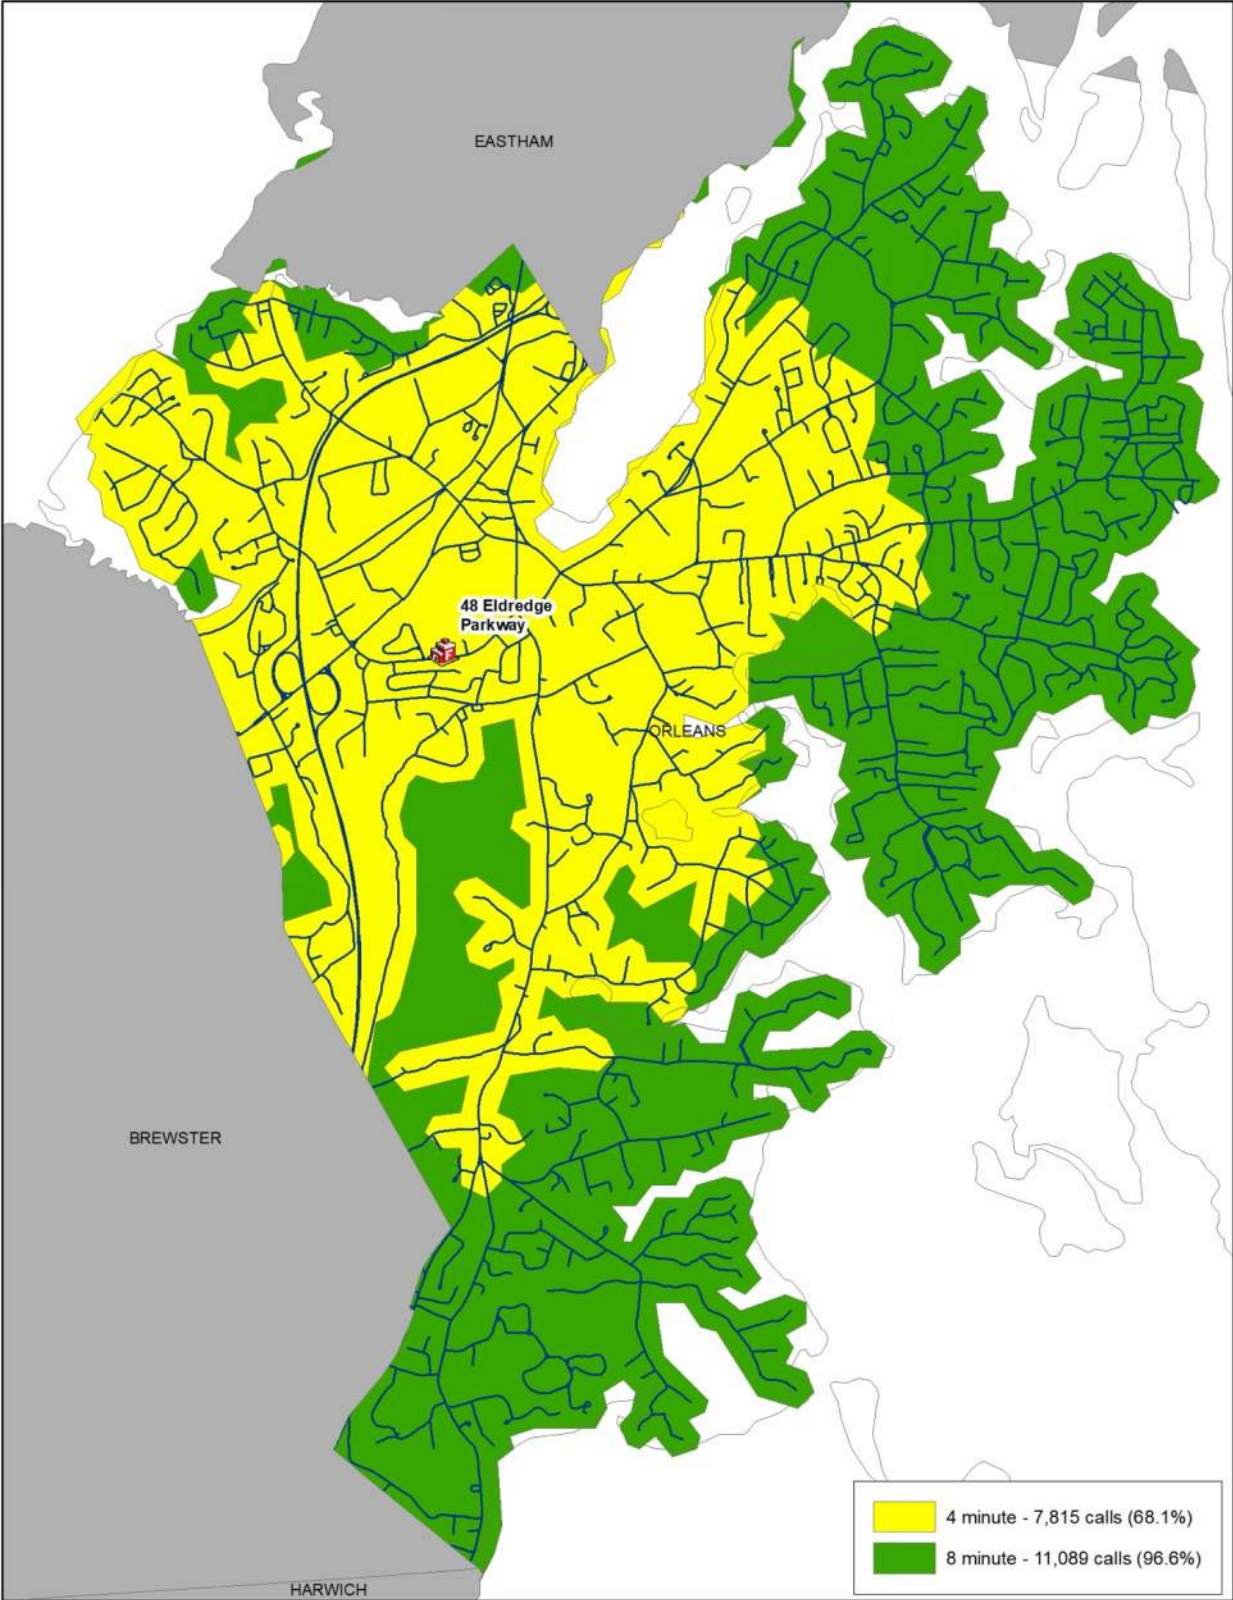 EASTHAM
48 Eldredge
Parkway
ORLEANS
BREWSTER
4 minute - 7,815 calls (68.1%)
8 minute - 11,089 calls (96.6%)
HARWICH